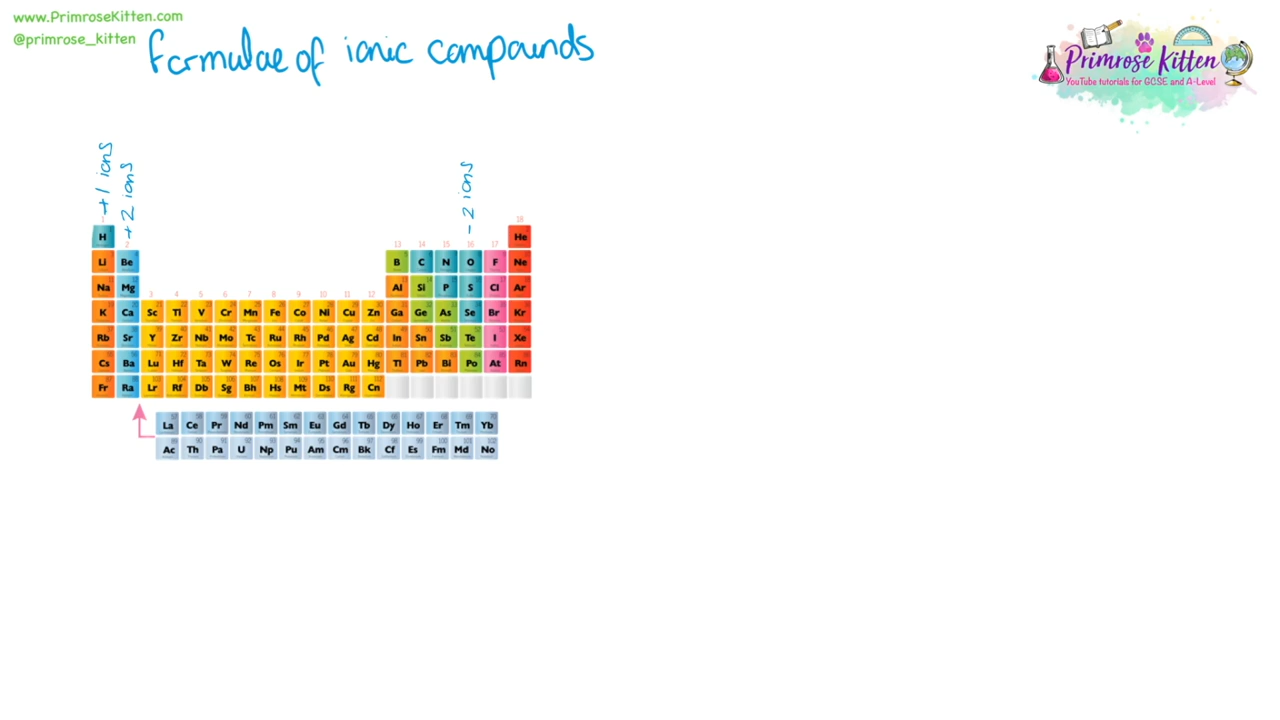 www.PrimroseKitten.com
@primrose_kitten
formulae of ionic compounds
Primrose Kitten
YouTube tutorials for GCSE and A-Level
+1 ions
+2 ions
-2 ions
1 18
H He
2 13 14 15 16 17
Li Be B C N O F Ne
Na Mg Al Si P S Cl Ar
3 4 5 6 7 8 9 10 11 12
K Ca Sc Ti V Cr Mn Fe Co Ni Cu Zn Ga Ge As Se Br Kr
Rb Sr Y Zr Nb Mo Tc Ru Rh Pd Ag Cd In Sn Sb Te I Xe
Cs Ba Lu Hf Ta W Re Os Ir Pt Au Hg Tl Pb Bi Po At Rn
Fr Ra Lr Rf Db Sg Bh Hs Mt Ds Rg Cn
La Ce Pr Nd Pm Sm Eu Gd Tb Dy Ho Er Tm Yb
Ac Th Pa U Np Pu Am Cm Bk Cf Es Fm Md No